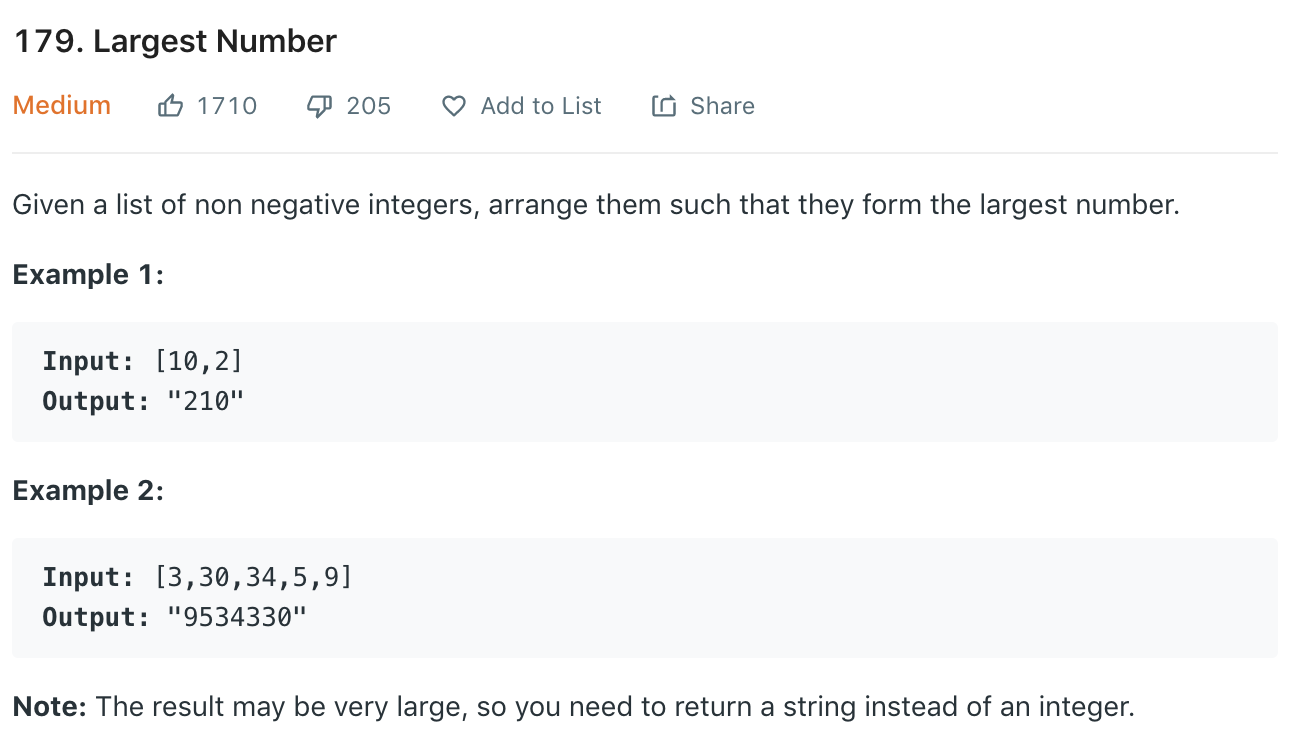 179. Largest Number
Medium 1710 205 Add to List Share
Given a list of non negative integers, arrange them such that they form the largest number.
Example 1:
Input: [10,2]
Output: "210"
Example 2:
Input: [3,30,34,5,9]
Output: "9534330"
Note: The result may be very large, so you need to return a string instead of an integer.